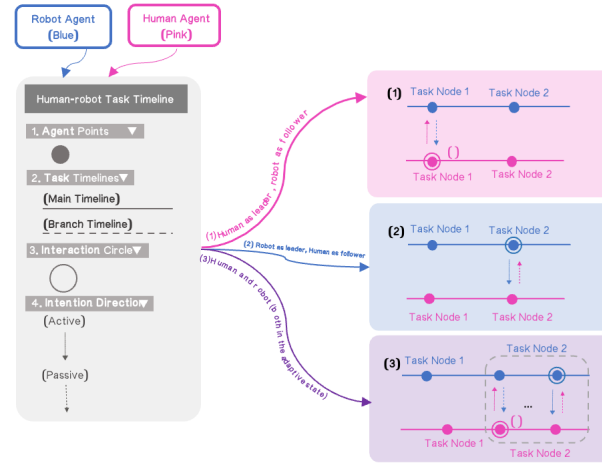 Robot Agent
(Blue)
Human Agent
(Pink)
Human-robot Task Timeline
1. Agent Points
2. Task Timelines
(Main Timeline)
(Branch Timeline)
3. Interaction Circle
4. Intention Direction
(Active)
(Passive)
(1)Human as leader, robot as follower
(2) Robot as leader, Human as follower
(3)Human and robot (both in the adaptive state)
(1)
Task Node 1
Task Node 2
( )
Task Node 1
Task Node 2
(2)
Task Node 1
Task Node 2
Task Node 1
Task Node 2
(3)
Task Node 2
Task Node 1
...
( )
Task Node 1
Task Node 2